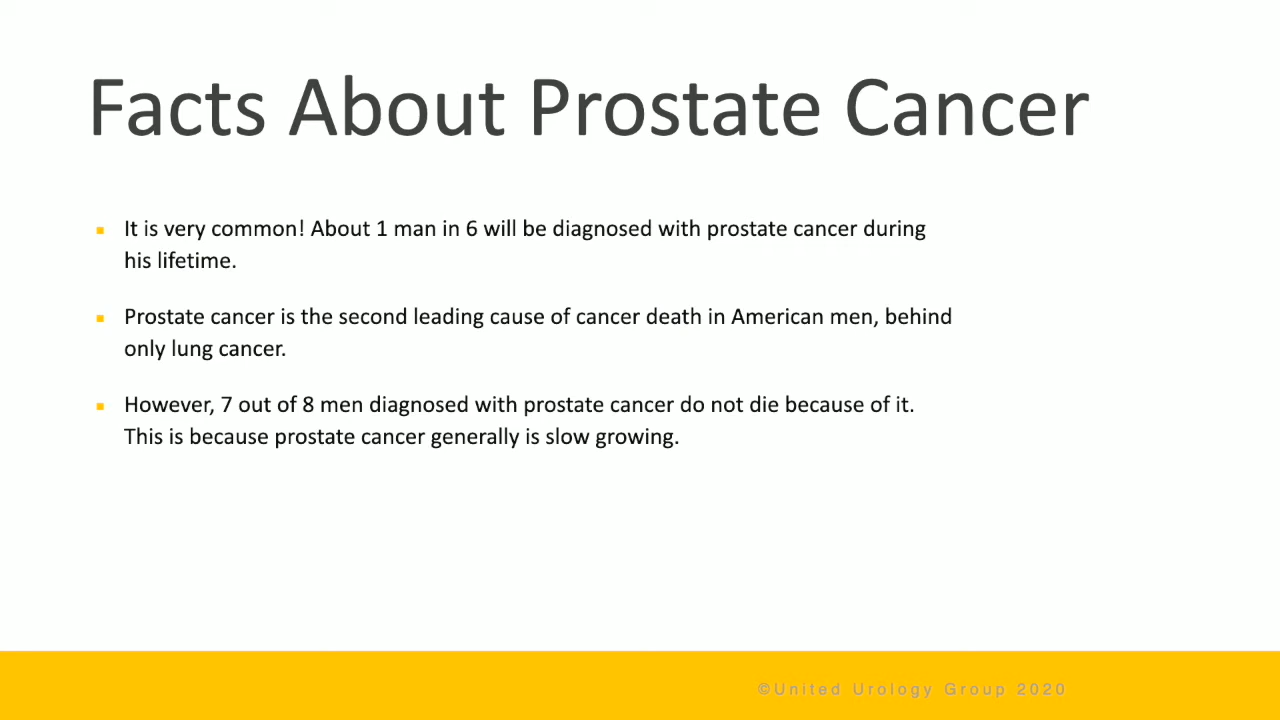 Facts About Prostate Cancer
It is very common! About 1 man in 6 will be diagnosed with prostate cancer during
his lifetime.
Prostate cancer is the second leading cause of cancer death in American men, behind
only lung cancer.
However, 7 out of 8 men diagnosed with prostate cancer do not die because of it.
This is because prostate cancer generally is slow growing.
©United Urology Group 2020